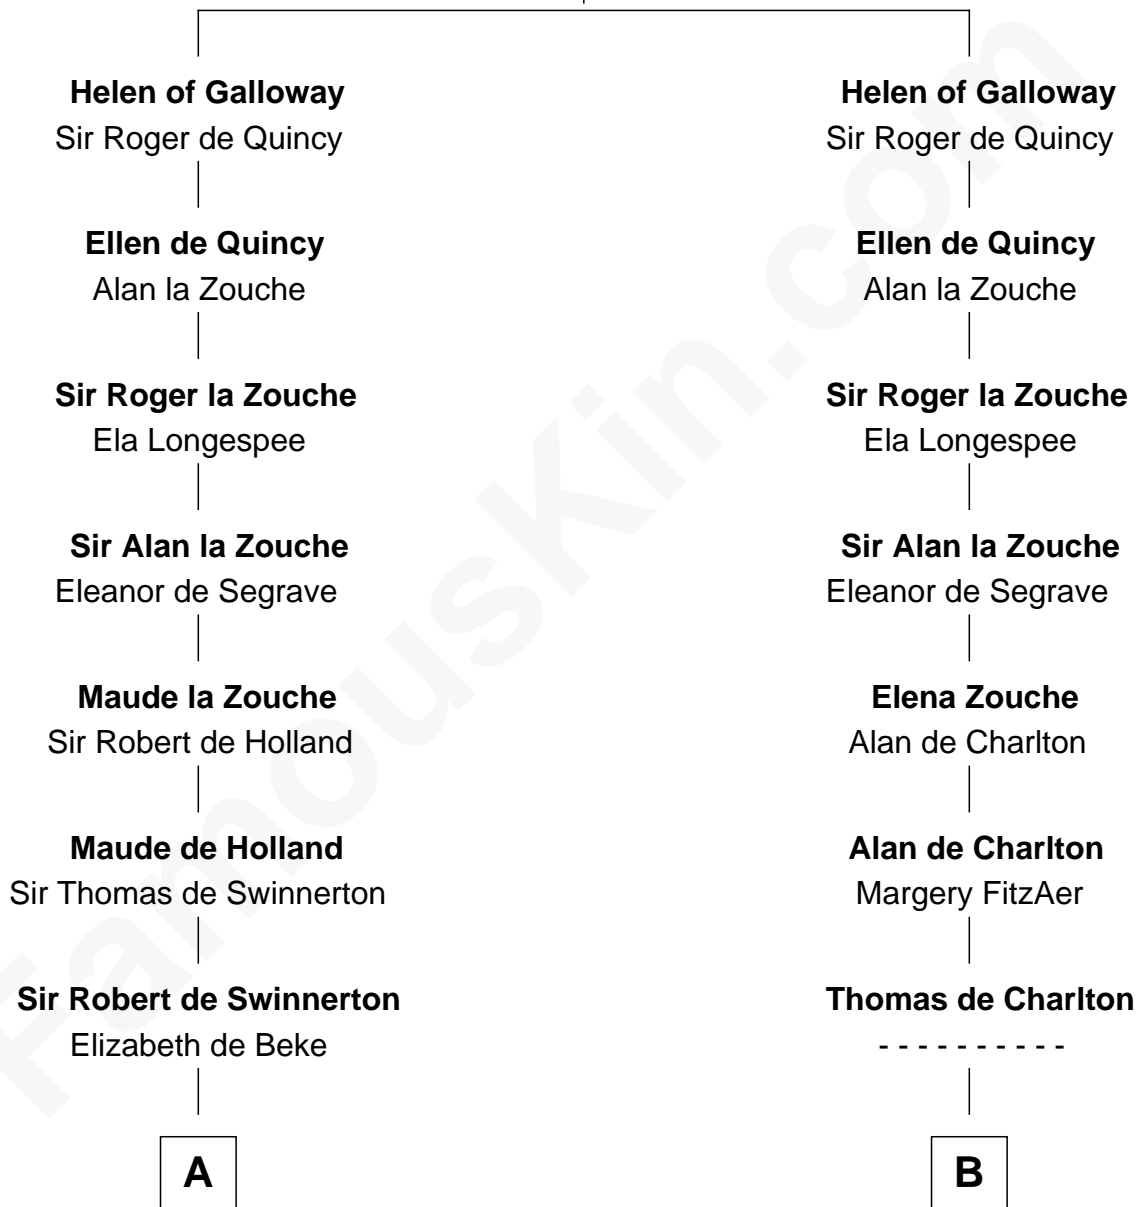 Helen of Galloway
Sir Roger de Quincy
Ellen de Quincy
Alan la Zouche
Sir Roger la Zouche
Ela Longespee
Sir Alan la Zouche
Eleanor de Segrave
Maude la Zouche
Sir Robert de Holland
Maude de Holland
Sir Thomas de Swinnerton
Sir Robert de Swinnerton
Elizabeth de Beke
A
Helen of Galloway
Sir Roger de Quincy
Ellen de Quincy
Alan la Zouche
Sir Roger la Zouche
Ela Longespee
Sir Alan la Zouche
Eleanor de Segrave
Elena Zouche
Alan de Charlton
Alan de Charlton
Margery FitzAer
Thomas de Charlton
- - - - - - - - - -
B
FamousKin.com